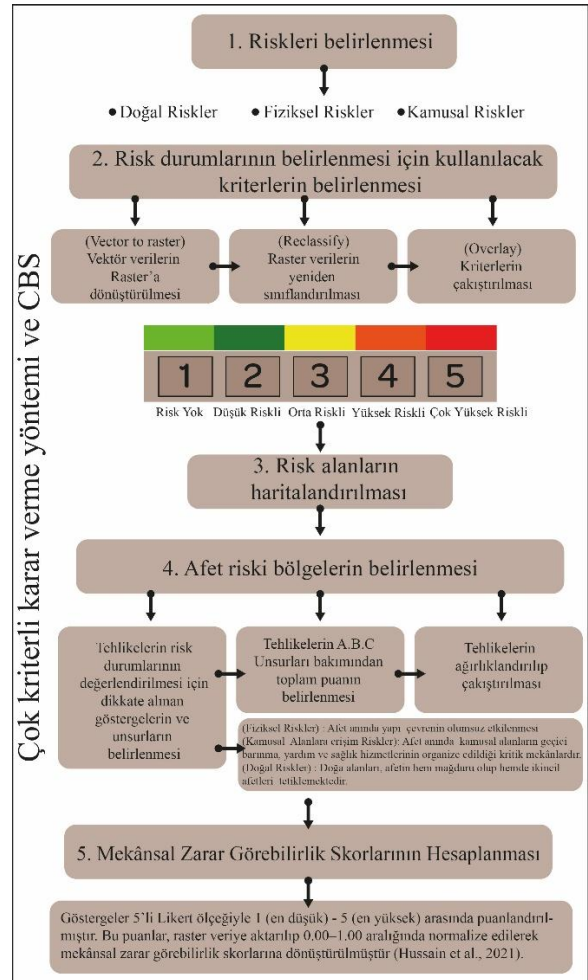 Çok kriterli karar verme yöntemi ve CBS
1. Riskleri belirlenmesi
•Doğal Riskler
•Fiziksel Riskler
•Kamusal Riskler
2. Risk durumlarının belirlenmesi için kullanılacak
kriterlerin belirlenmesi
(Vector to raster)
Vektör verilerin
Raster’a
dönüştürülmesi
(Reclassify)
Raster verilerin
yeniden
sınıflandırılması
(Overlay)
Kriterlerin
çakıştırılması
1 2 3 4 5
Risk Yok Düşük Riskli Orta Riskli Yüksek Riskli Çok Yüksek Riskli
3. Risk alanların
haritalandırılması
4. Afet riski bölgelerin belirlenmesi
Tehlikelerin risk
durumlarının
değerlendirilmesi için
dikkate alınan
göstergelerin ve
unsurların
belirlenmesi
Tehlikelerin A.B.C
Unsurları bakımından
toplam puanın
belirlenmesi
Tehlikelerin
ağırlıklandırılıp
çakıştırılması
(Fiziksel Riskler) : Afet anında yapı çevrenin olumsuz etkilenmesi
(Kamusal Alanlara erişim Riskler): Afet anında kamusal alanların geçici
barınma, yardım ve sağlık hizmetlerinin organize edildiği kritik mekânlardır.
(Doğal Riskler) : Doğa alanları, afetin hem mağduru olup hemde ikincil
afetleri tetiklemektedir.
5. Mekânsal Zarar Görebilirlik Skorlarının Hesaplanması
Göstergeler 5’li Likert ölçeğiyle 1 (en düşük) - 5 (en yüksek) arasında puanlandırıl-
mıştır. Bu puanlar, raster veriye aktarılıp 0.00–1.00 aralığında normalize edilerek
mekânsal zarar görebilirlik skorlarına dönüştürülmüştür (Hussain et al., 2021).